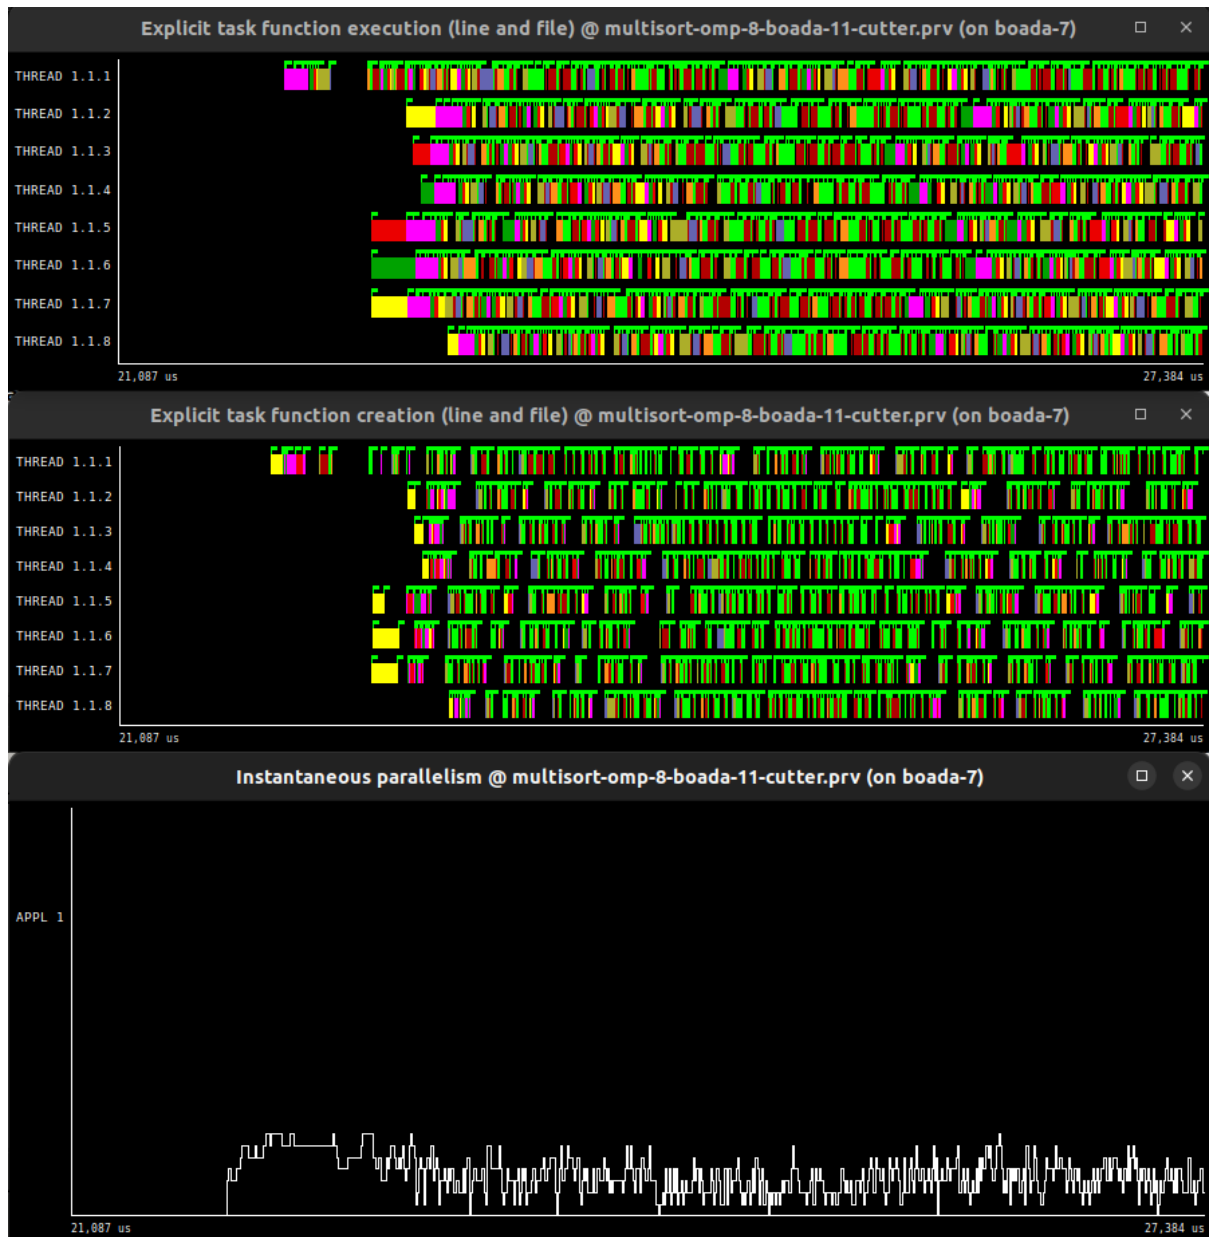 Explicit task function execution (line and file) @ multisort-omp-8-boada-11-cutter.prv (on boada-7)
THREAD 1.1.1
THREAD 1.1.2
THREAD 1.1.3
THREAD 1.1.4
THREAD 1.1.5
THREAD 1.1.6
THREAD 1.1.7
THREAD 1.1.8
21,087 us 27,384 us
Explicit task function creation (line and file) @ multisort-omp-8-boada-11-cutter.prv (on boada-7)
THREAD 1.1.1
THREAD 1.1.2
THREAD 1.1.3
THREAD 1.1.4
THREAD 1.1.5
THREAD 1.1.6
THREAD 1.1.7
THREAD 1.1.8
21,087 us 27,384 us
Instantaneous parallelism @ multisort-omp-8-boada-11-cutter.prv (on boada-7)
APPL 1
21,087 us 27,384 us